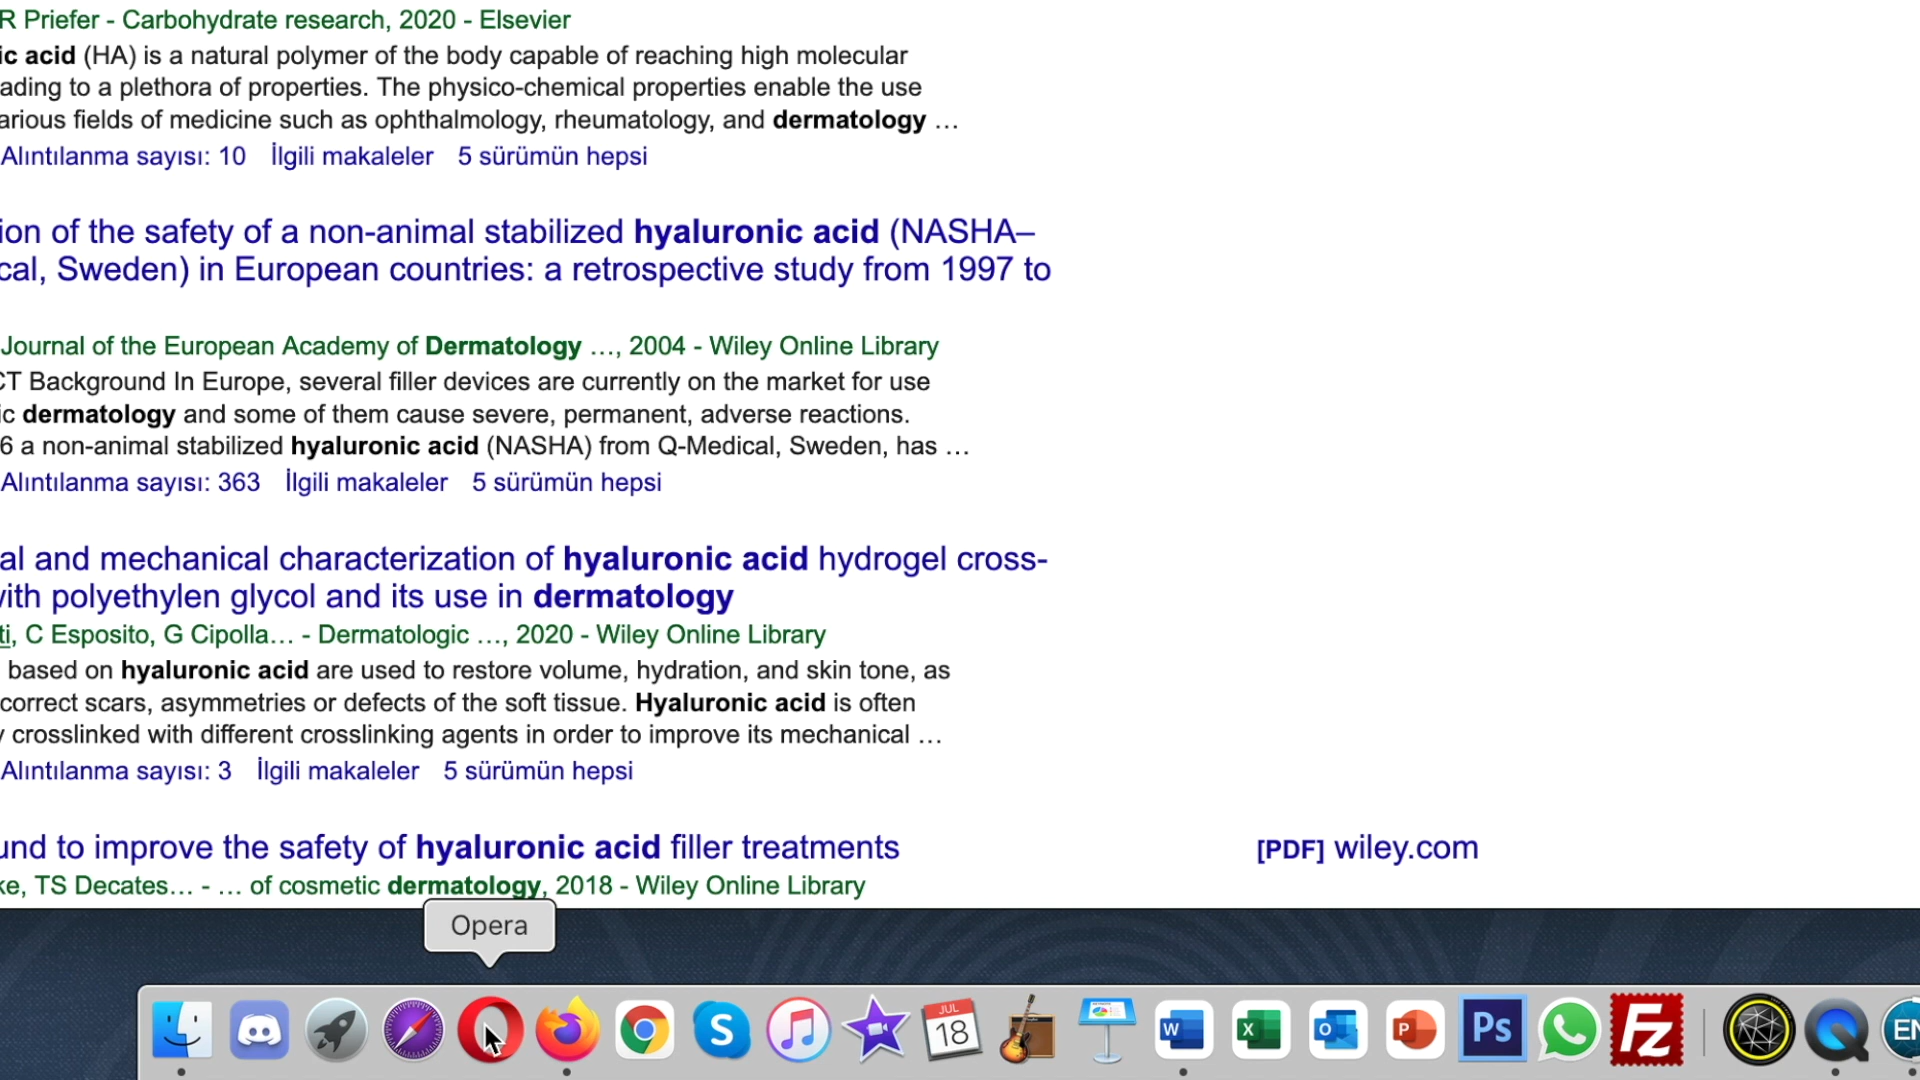 R Priefer - Carbohydrate research, 2020 - Elsevier
ic acid (HA) is a natural polymer of the body capable of reaching high molecular
ading to a plethora of properties. The physico-chemical properties enable the use
arious fields of medicine such as ophthalmology, rheumatology, and dermatology …
Alıntılanma sayısı: 10 İlgili makaleler 5 sürümün hepsi
ion of the safety of a non-animal stabilized hyaluronic acid (NASHA–
cal, Sweden) in European countries: a retrospective study from 1997 to
Journal of the European Academy of Dermatology …, 2004 - Wiley Online Library
CT Background In Europe, several filler devices are currently on the market for use
ic dermatology and some of them cause severe, permanent, adverse reactions.
6 a non-animal stabilized hyaluronic acid (NASHA) from Q-Medical, Sweden, has …
Alıntılanma sayısı: 363 İlgili makaleler 5 sürümün hepsi
al and mechanical characterization of hyaluronic acid hydrogel cross-
with polyethylen glycol and its use in dermatology
ti, C Esposito, G Cipolla… - Dermatologic …, 2020 - Wiley Online Library
based on hyaluronic acid are used to restore volume, hydration, and skin tone, as
correct scars, asymmetries or defects of the soft tissue. Hyaluronic acid is often
y crosslinked with different crosslinking agents in order to improve its mechanical …
Alıntılanma sayısı: 3 İlgili makaleler 5 sürümün hepsi
und to improve the safety of hyaluronic acid filler treatments [PDF] wiley.com
ke, TS Decates… - … of cosmetic dermatology, 2018 - Wiley Online Library
Opera
JUL
18
S
W
X
O
P
Ps
Fz
EN